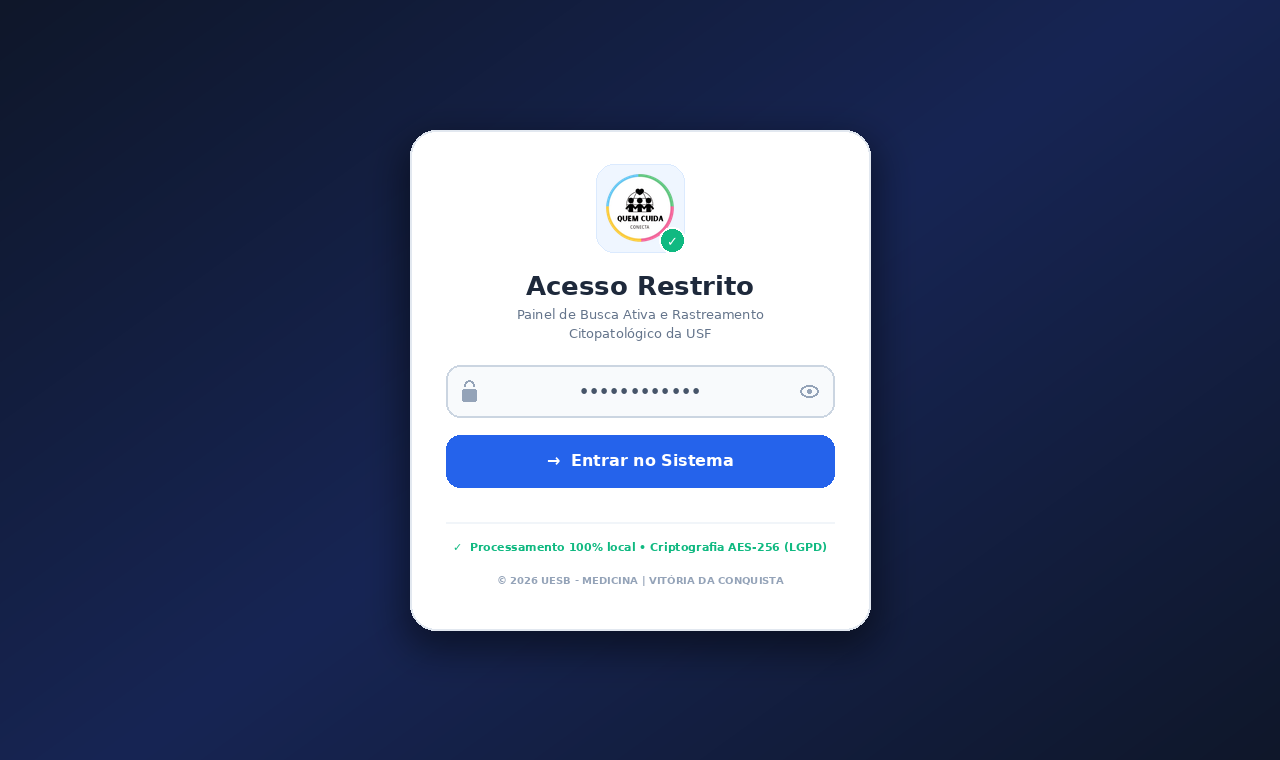 QUEM CUIDA
CONECTA
Acesso Restrito
Painel de Busca Ativa e Rastreamento
Citopatológico da USF
••••••••••••
→ Entrar no Sistema
✓ Processamento 100% local • Criptografia AES-256 (LGPD)
© 2026 UESB - MEDICINA | VITÓRIA DA CONQUISTA